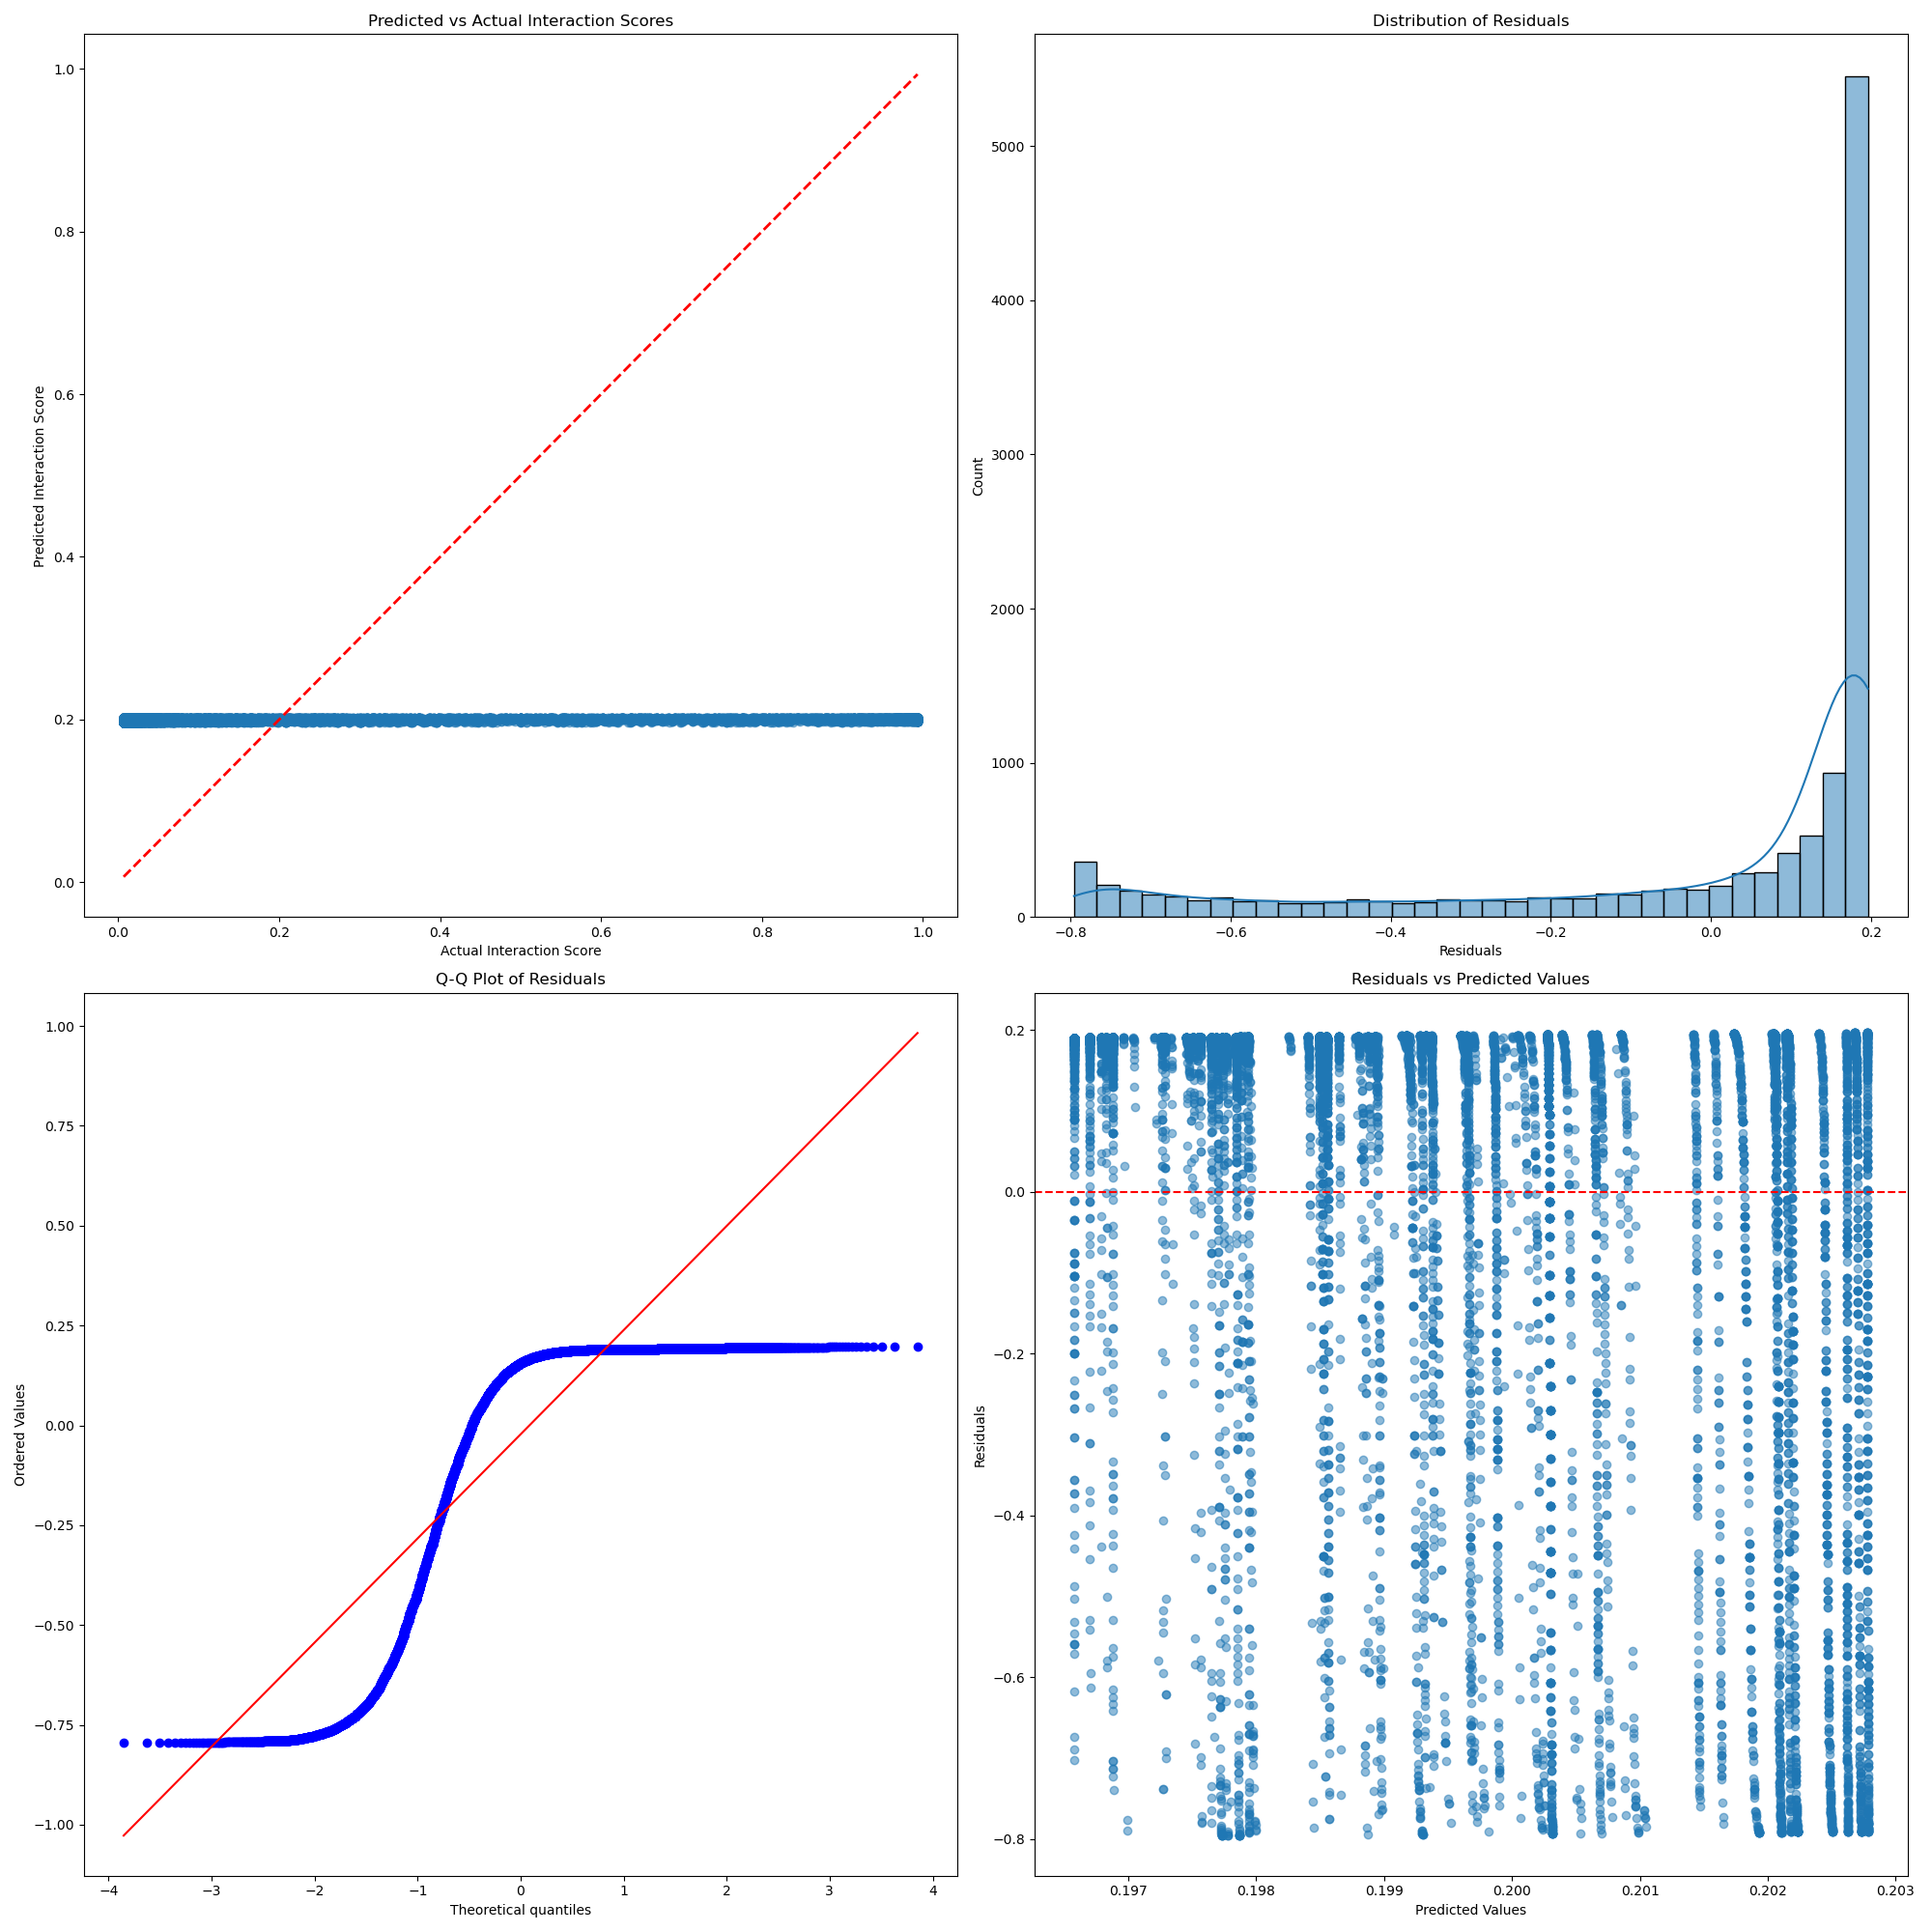 Predicted vs Actual Interaction Scores
1.0
0.8
0.6
0.4
0.2
0.0
Predicted Interaction Score
0.0 0.2 0.4 0.6 0.8 1.0
Actual Interaction Score
Distribution of Residuals
5000
4000
3000
2000
1000
0
Count
−0.8 −0.6 −0.4 −0.2 0.0 0.2
Residuals
Q-Q Plot of Residuals
1.00
0.75
0.50
0.25
0.00
−0.25
−0.50
−0.75
−1.00
Ordered Values
−4 −3 −2 −1 0 1 2 3 4
Theoretical quantiles
Residuals vs Predicted Values
0.2
0.0
−0.2
−0.4
−0.6
−0.8
Residuals
0.197 0.198 0.199 0.200 0.201 0.202 0.203
Predicted Values